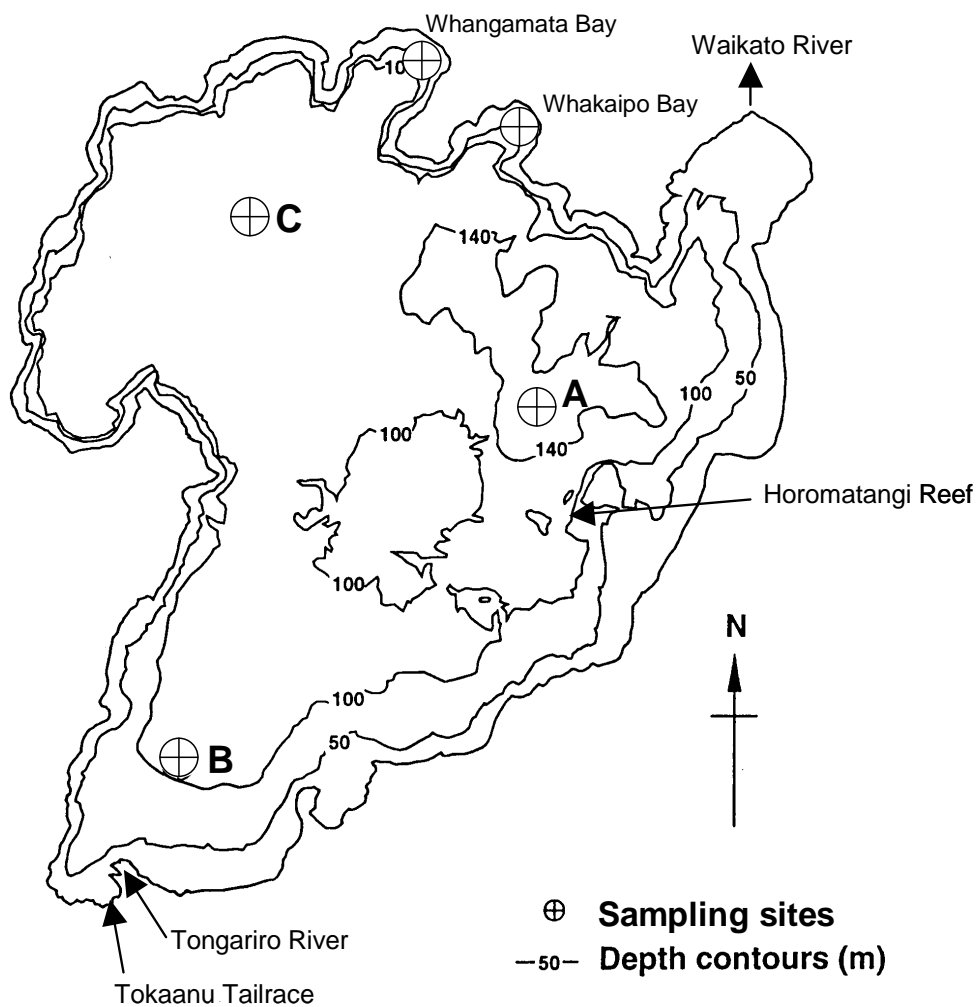 Whangamata Bay
Waikato River
10
Whakaipo Bay
C
140
A
50
100
140
100
Horomatangi Reef
100
N
100
50
B
Sampling sites
Tongariro River
—50— Depth contours (m)
Tokaanu Tailrace